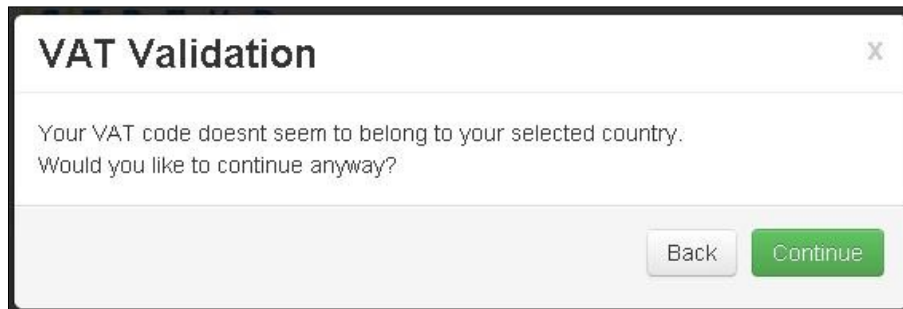 VAT Validation
x
Your VAT code doesnt seem to belong to your selected country.
Would you like to continue anyway?
Back Continue